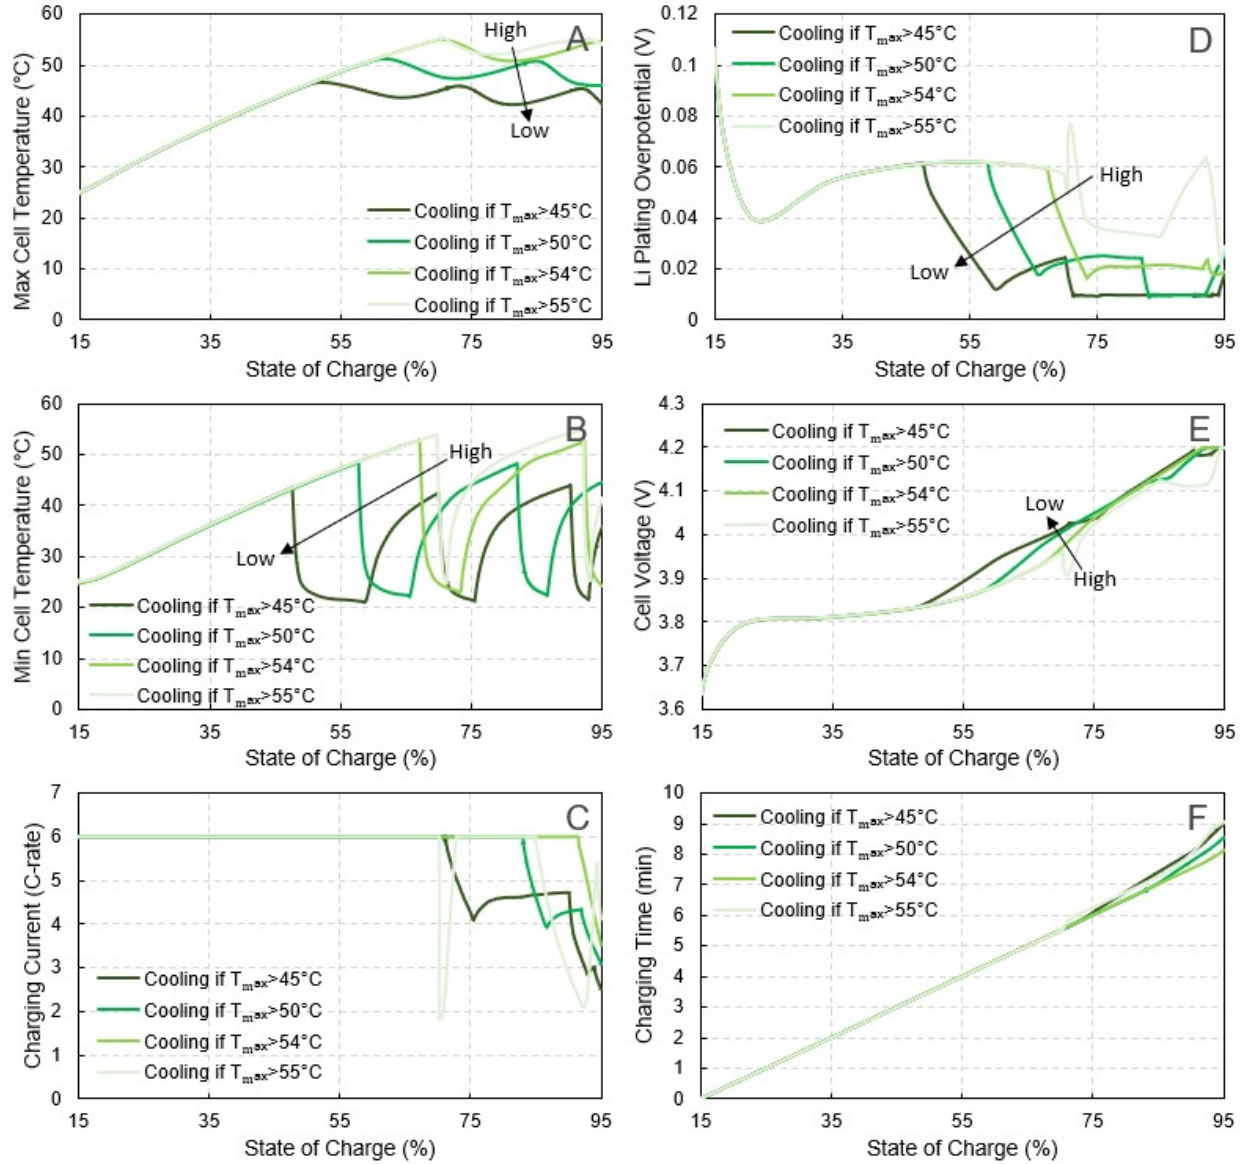 60
50
40
30
20
10
0
15
35
55
75
95
Max Cell Temperature (°C)
State of Charge (%)
A
High
Low
Cooling if Tmax>45°C
Cooling if Tmax>50°C
Cooling if Tmax>54°C
Cooling if Tmax>55°C
0.12
0.1
0.08
0.06
0.04
0.02
0
15
35
55
75
95
Li Plating Overpotential (V)
State of Charge (%)
D
Cooling if Tmax>45°C
Cooling if Tmax>50°C
Cooling if Tmax>54°C
Cooling if Tmax>55°C
High
Low
60
50
40
30
20
10
0
15
35
55
75
95
Min Cell Temperature (°C)
State of Charge (%)
B
High
Low
Cooling if Tmax>45°C
Cooling if Tmax>50°C
Cooling if Tmax>54°C
Cooling if Tmax>55°C
4.3
4.2
4.1
4
3.9
3.8
3.7
3.6
15
35
55
75
95
Cell Voltage (V)
State of Charge (%)
E
Cooling if Tmax>45°C
Cooling if Tmax>50°C
Cooling if Tmax>54°C
Cooling if Tmax>55°C
Low
High
7
6
5
4
3
2
1
0
15
35
55
75
95
Charging Current (C-rate)
State of Charge (%)
C
Cooling if Tmax>45°C
Cooling if Tmax>50°C
Cooling if Tmax>54°C
Cooling if Tmax>55°C
10
9
8
7
6
5
4
3
2
1
0
15
35
55
75
95
Charging Time (min)
State of Charge (%)
F
Cooling if Tmax>45°C
Cooling if Tmax>50°C
Cooling if Tmax>54°C
Cooling if Tmax>55°C